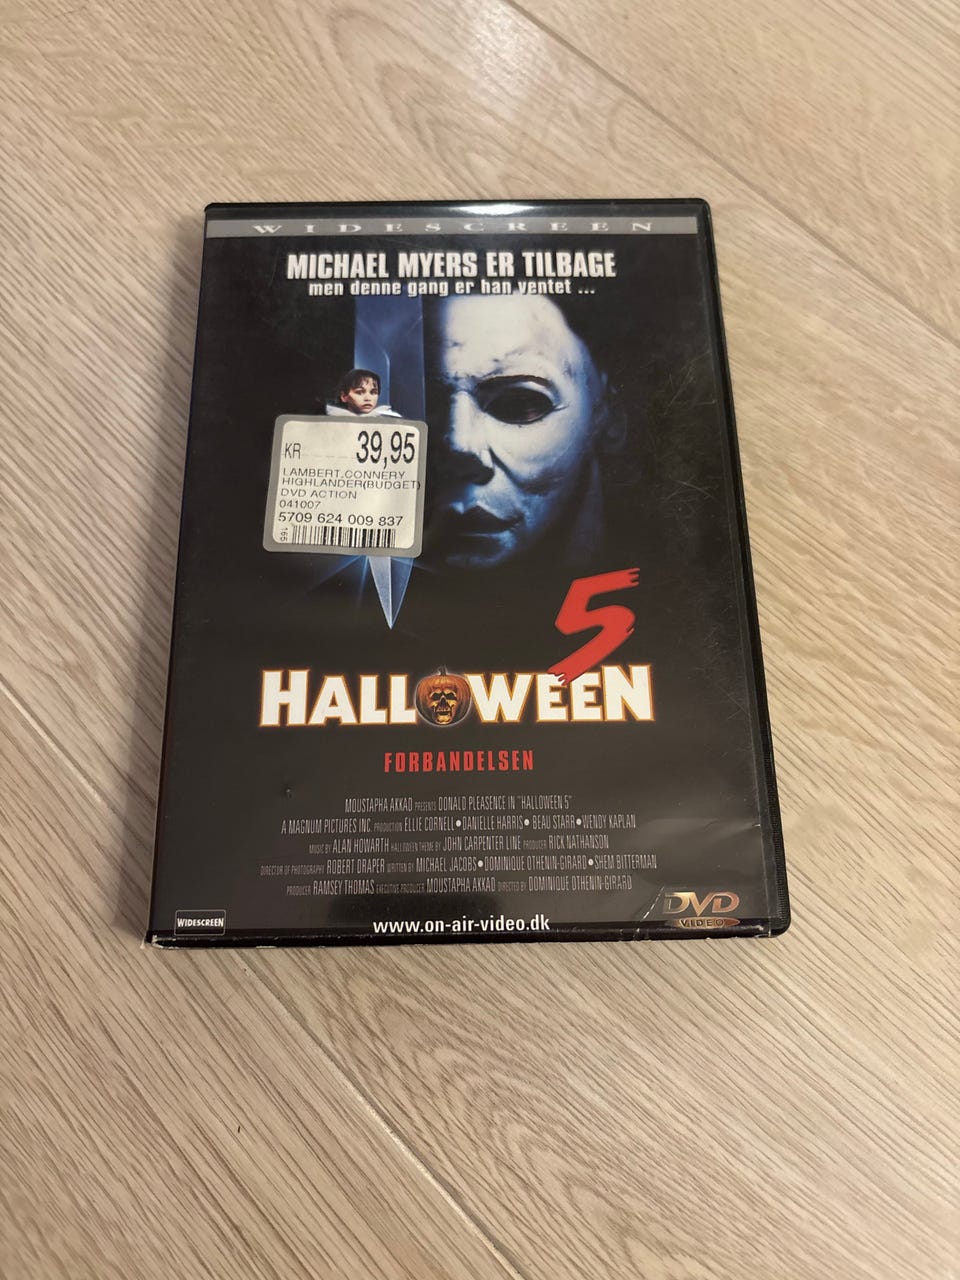 WIDESCREEN
MICHAEL MYERS ER TILBAGE
men denne gang er han ventet ...
KR 39,95
LAMBERT.CONNERY
HIGHLANDER(BUDGET)
DVD ACTION
041007
5709 624 009 837
165
5
HALLOWEEN
FORBANDELSEN
MOUSTAPHA AKKAD PRESENTS DONALD PLEASENCE IN "HALLOWEEN 5"
A MAGNUM PICTURES INC. PRODUCTION ELLIE CORNELL • DANIELLE HARRIS • BEAU STARR • WENDY KAPLAN
MUSIC BY ALAN HOWARTH HALLOWEEN THEME BY JOHN CARPENTER LINE PRODUCER RICK NATHANSON
DIRECTOR OF PHOTOGRAPHY ROBERT DRAPER WRITTEN BY MICHAEL JACOBS • DOMINIQUE OTHENIN-GIRARD • SHEM BITTERMAN
PRODUCER RAMSEY THOMAS EXECUTIVE PRODUCER MOUSTAPHA AKKAD DIRECTED BY DOMINIQUE OTHENIN-GIRARD
WIDESCREEN
www.on-air-video.dk
DVD
VIDEO